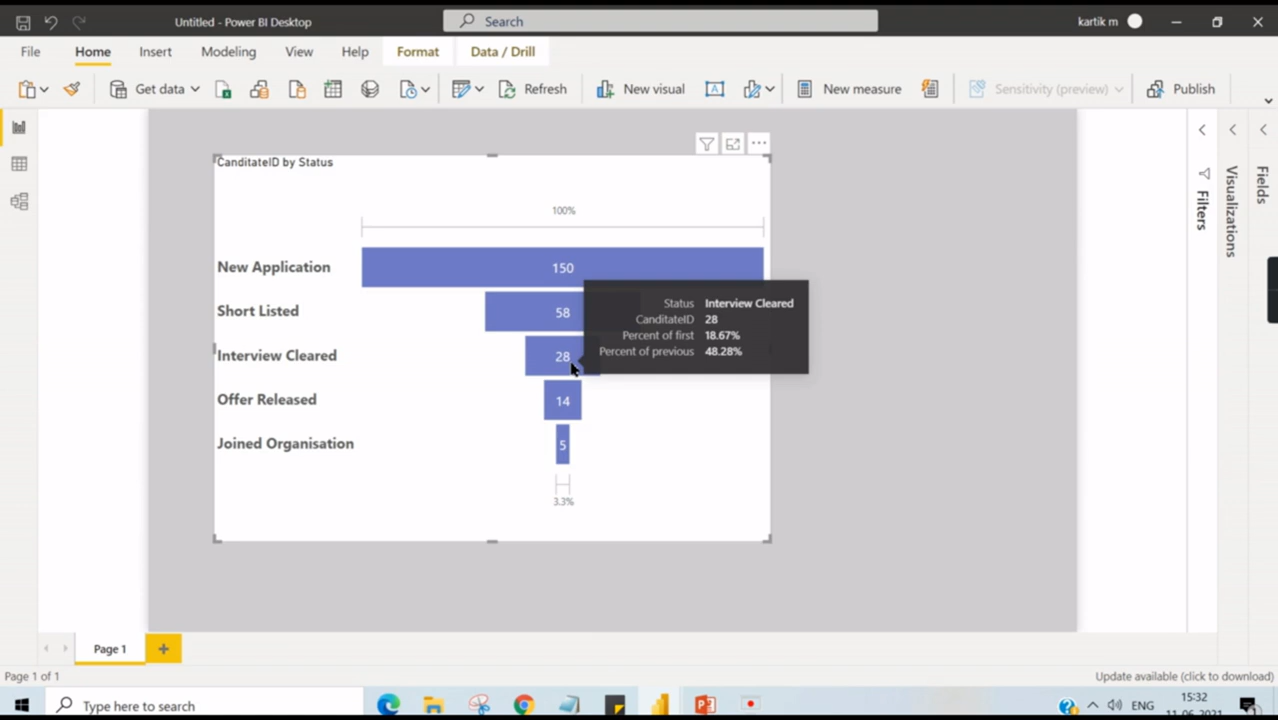 Untitled - Power BI Desktop
Search
kartik m
File Home Insert Modeling View Help Format Data / Drill
Get data Refresh New visual New measure Sensitivity (preview) Publish
CanditateID by Status
100%
New Application 150
Short Listed 58
Interview Cleared 28
Offer Released 14
Joined Organisation 5
3.3%
Status Interview Cleared
CanditateID 28
Percent of first 18.67%
Percent of previous 48.28%
Filters
Visualizations
Fields
Page 1
Page 1 of 1
Update available (click to download)
Type here to search
ENG
15:32
11-06-2021